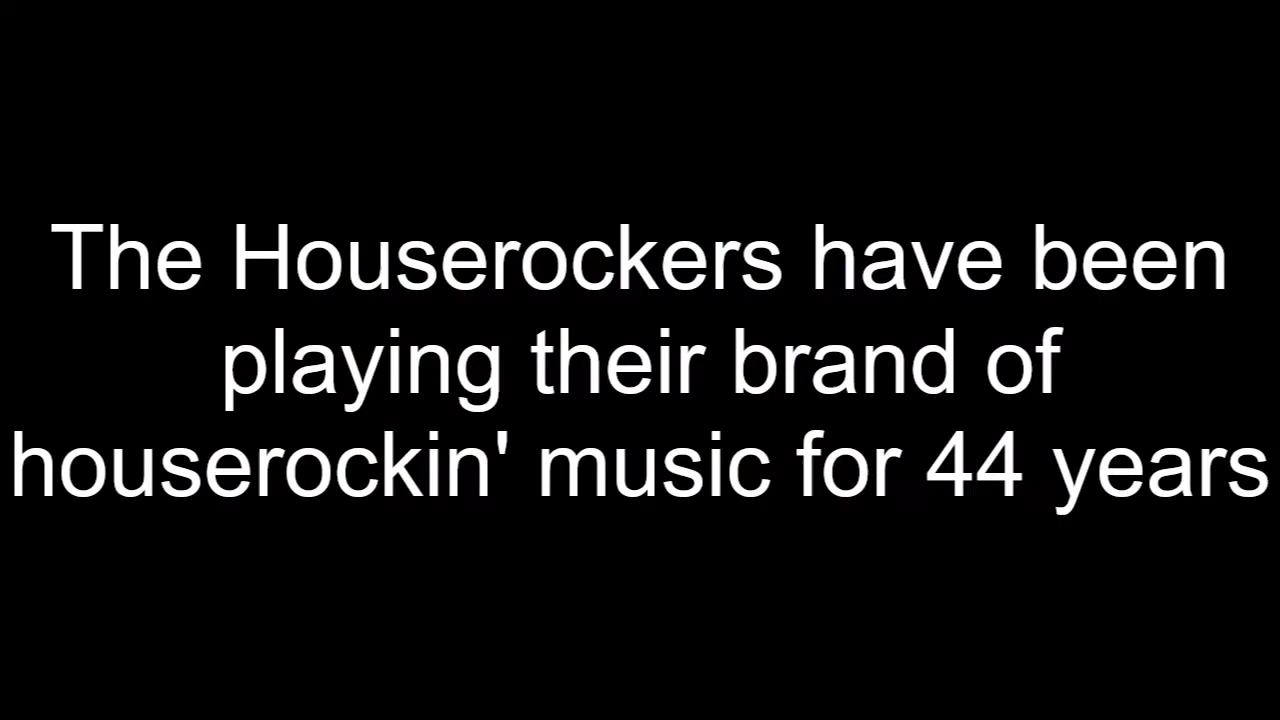 The Houserockers have been
playing their brand of
houserockin' music for 44 years